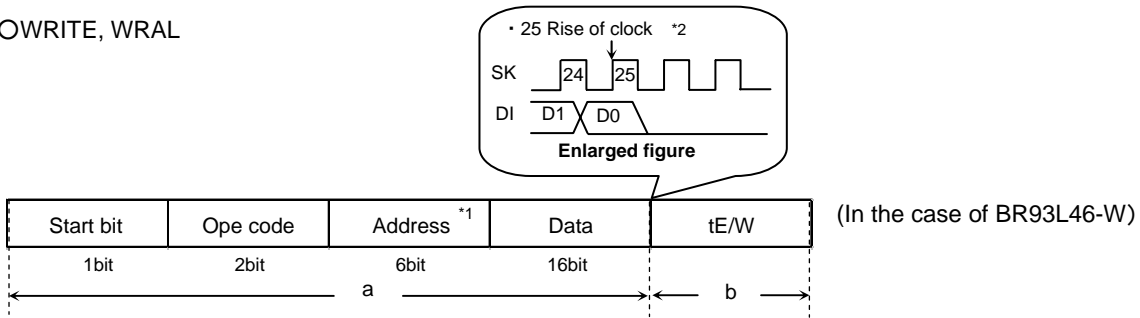 ○WRITE, WRAL
・25 Rise of clock *2
SK 24 25
DI D1 D0
Enlarged figure
Start bit Ope code Address *1 Data tE/W (In the case of BR93L46-W)
1bit 2bit 6bit 16bit
a b